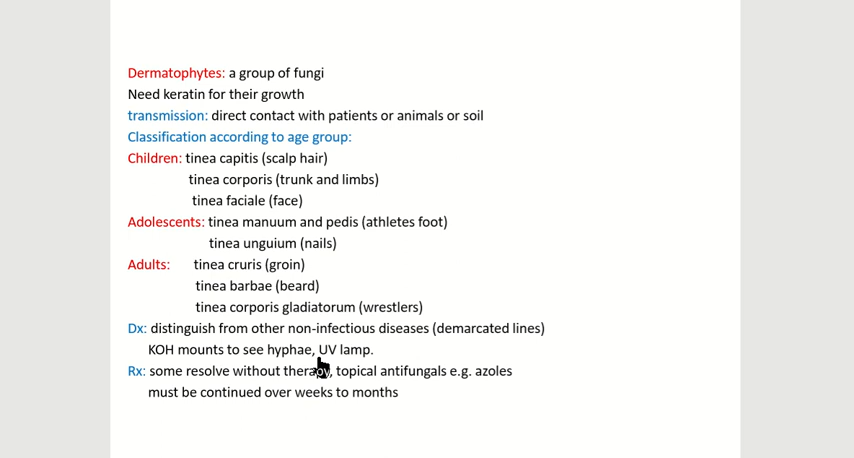 Dermatophytes: a group of fungi
Need keratin for their growth
transmission: direct contact with patients or animals or soil
Classification according to age group:
Children: tinea capitis (scalp hair)
tinea corporis (trunk and limbs)
tinea faciale (face)
Adolescents: tinea manuum and pedis (athletes foot)
tinea unguium (nails)
Adults: tinea cruris (groin)
tinea barbae (beard)
tinea corporis gladiatorum (wrestlers)
Dx: distinguish from other non-infectious diseases (demarcated lines)
KOH mounts to see hyphae, UV lamp.
Rx: some resolve without therapy, topical antifungals e.g. azoles
must be continued over weeks to months